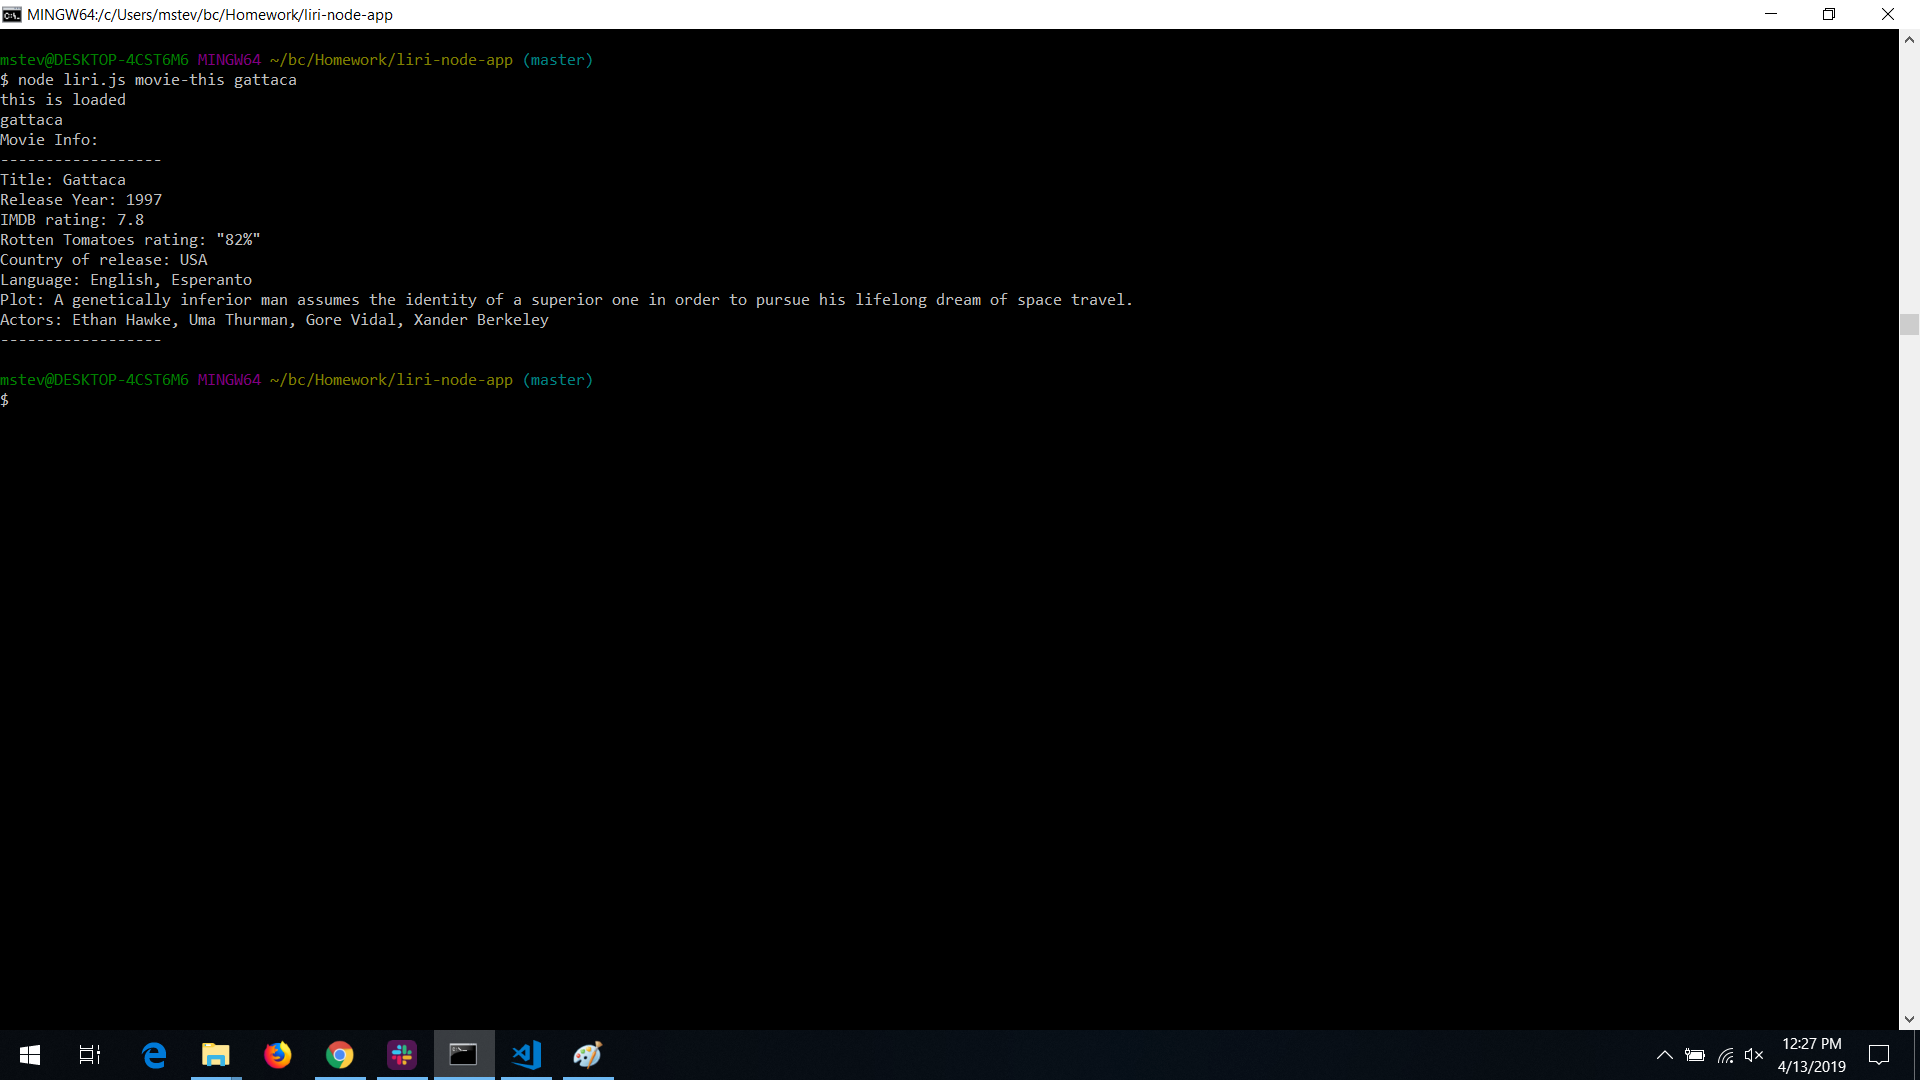 MINGW64:/c/Users/mstev/bc/Homework/liri-node-app
mstev@DESKTOP-4CST6M6 MINGW64 ~/bc/Homework/liri-node-app (master)
$ node liri.js movie-this gattaca
this is loaded
gattaca
Movie Info:
------------------
Title: Gattaca
Release Year: 1997
IMDB rating: 7.8
Rotten Tomatoes rating: "82%"
Country of release: USA
Language: English, Esperanto
Plot: A genetically inferior man assumes the identity of a superior one in order to pursue his lifelong dream of space travel.
Actors: Ethan Hawke, Uma Thurman, Gore Vidal, Xander Berkeley
------------------
mstev@DESKTOP-4CST6M6 MINGW64 ~/bc/Homework/liri-node-app (master)
$
12:27 PM
4/13/2019